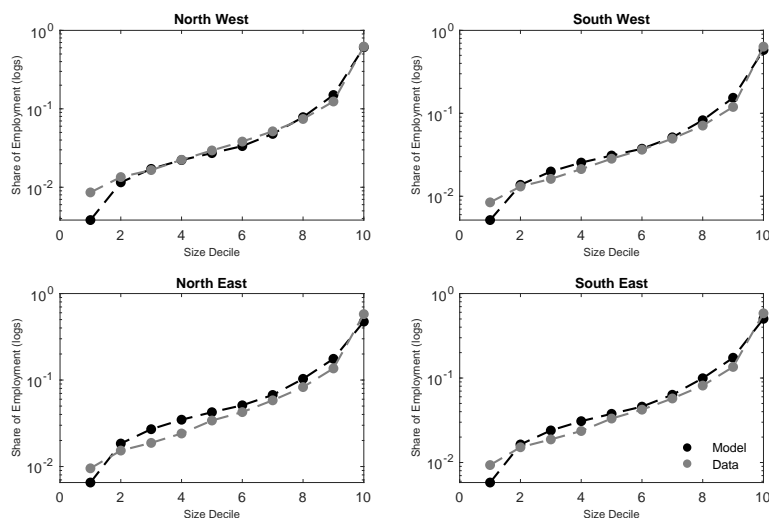 North West
Share of Employment (logs)
10^0
10^-1
10^-2
0 2 4 6 8 10
Size Decile
South West
Share of Employment (logs)
10^0
10^-1
10^-2
0 2 4 6 8 10
Size Decile
North East
Share of Employment (logs)
10^0
10^-1
10^-2
0 2 4 6 8 10
Size Decile
South East
Share of Employment (logs)
10^0
10^-1
10^-2
0 2 4 6 8 10
Size Decile
Model
Data